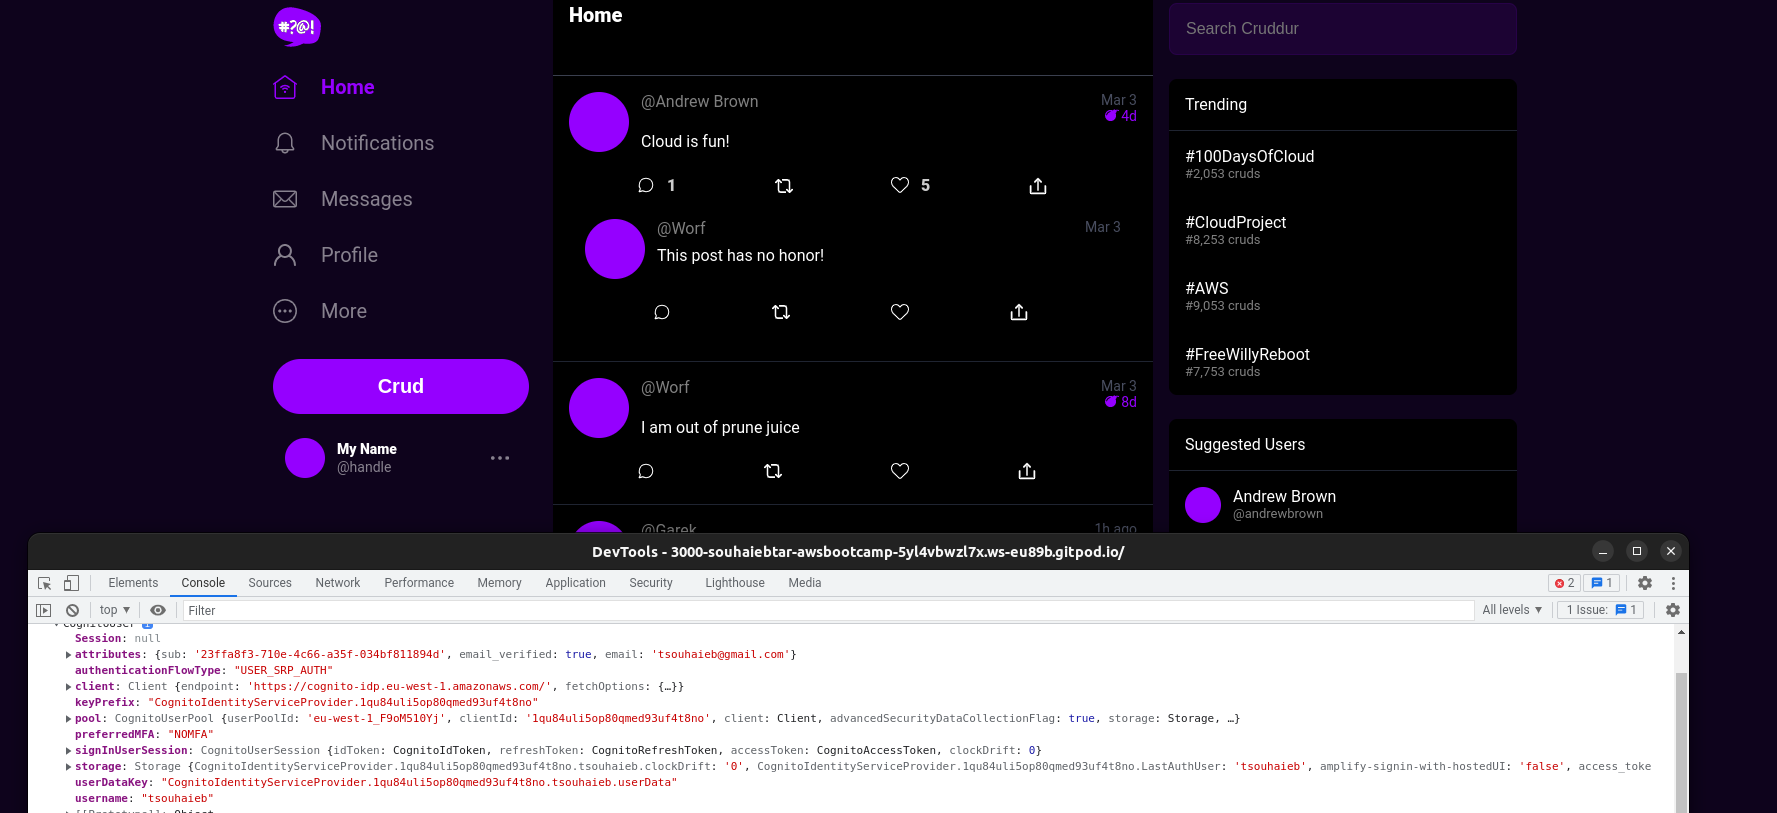 #?@!
Home
Notifications
Messages
Profile
More
Crud
My Name
@handle
Home
@Andrew Brown
Mar 3
4d
Cloud is fun!
1
5
@Worf
Mar 3
This post has no honor!
@Worf
Mar 3
8d
I am out of prune juice
@Garek
1h ago
Search Cruddur
Trending
#100DaysOfCloud
#2,053 cruds
#CloudProject
#8,253 cruds
#AWS
#9,053 cruds
#FreeWillyReboot
#7,753 cruds
Suggested Users
Andrew Brown
@andrewbrown
DevTools - 3000-souhaiebtar-awsbootcamp-5yl4vbwzl7x.ws-eu89b.gitpod.io/
Elements Console Sources Network Performance Memory Application Security Lighthouse Media 2 1
top Filter All levels 1 Issue: 1
CognitoUser
Session: null
attributes: {sub: '23ffa8f3-710e-4c66-a35f-034bf811894d', email_verified: true, email: 'tsouhaieb@gmail.com'}
authenticationFlowType: "USER_SRP_AUTH"
client: Client {endpoint: 'https://cognito-idp.eu-west-1.amazonaws.com/', fetchOptions: {…}}
keyPrefix: "CognitoIdentityServiceProvider.1qu84uli5op80qmed93uf4t8no"
pool: CognitoUserPool {userPoolId: 'eu-west-1_F9oM510Yj', clientId: '1qu84uli5op80qmed93uf4t8no', client: Client, advancedSecurityDataCollectionFlag: true, storage: Storage, …}
preferredMFA: "NOMFA"
signInUserSession: CognitoUserSession {idToken: CognitoIdToken, refreshToken: CognitoRefreshToken, accessToken: CognitoAccessToken, clockDrift: 0}
storage: Storage {CognitoIdentityServiceProvider.1qu84uli5op80qmed93uf4t8no.tsouhaieb.clockDrift: '0', CognitoIdentityServiceProvider.1qu84uli5op80qmed93uf4t8no.LastAuthUser: 'tsouhaieb', amplify-signin-with-hostedUI: 'false', access_toke
userDataKey: "CognitoIdentityServiceProvider.1qu84uli5op80qmed93uf4t8no.tsouhaieb.userData"
username: "tsouhaieb"
[[Prototype]]: Object